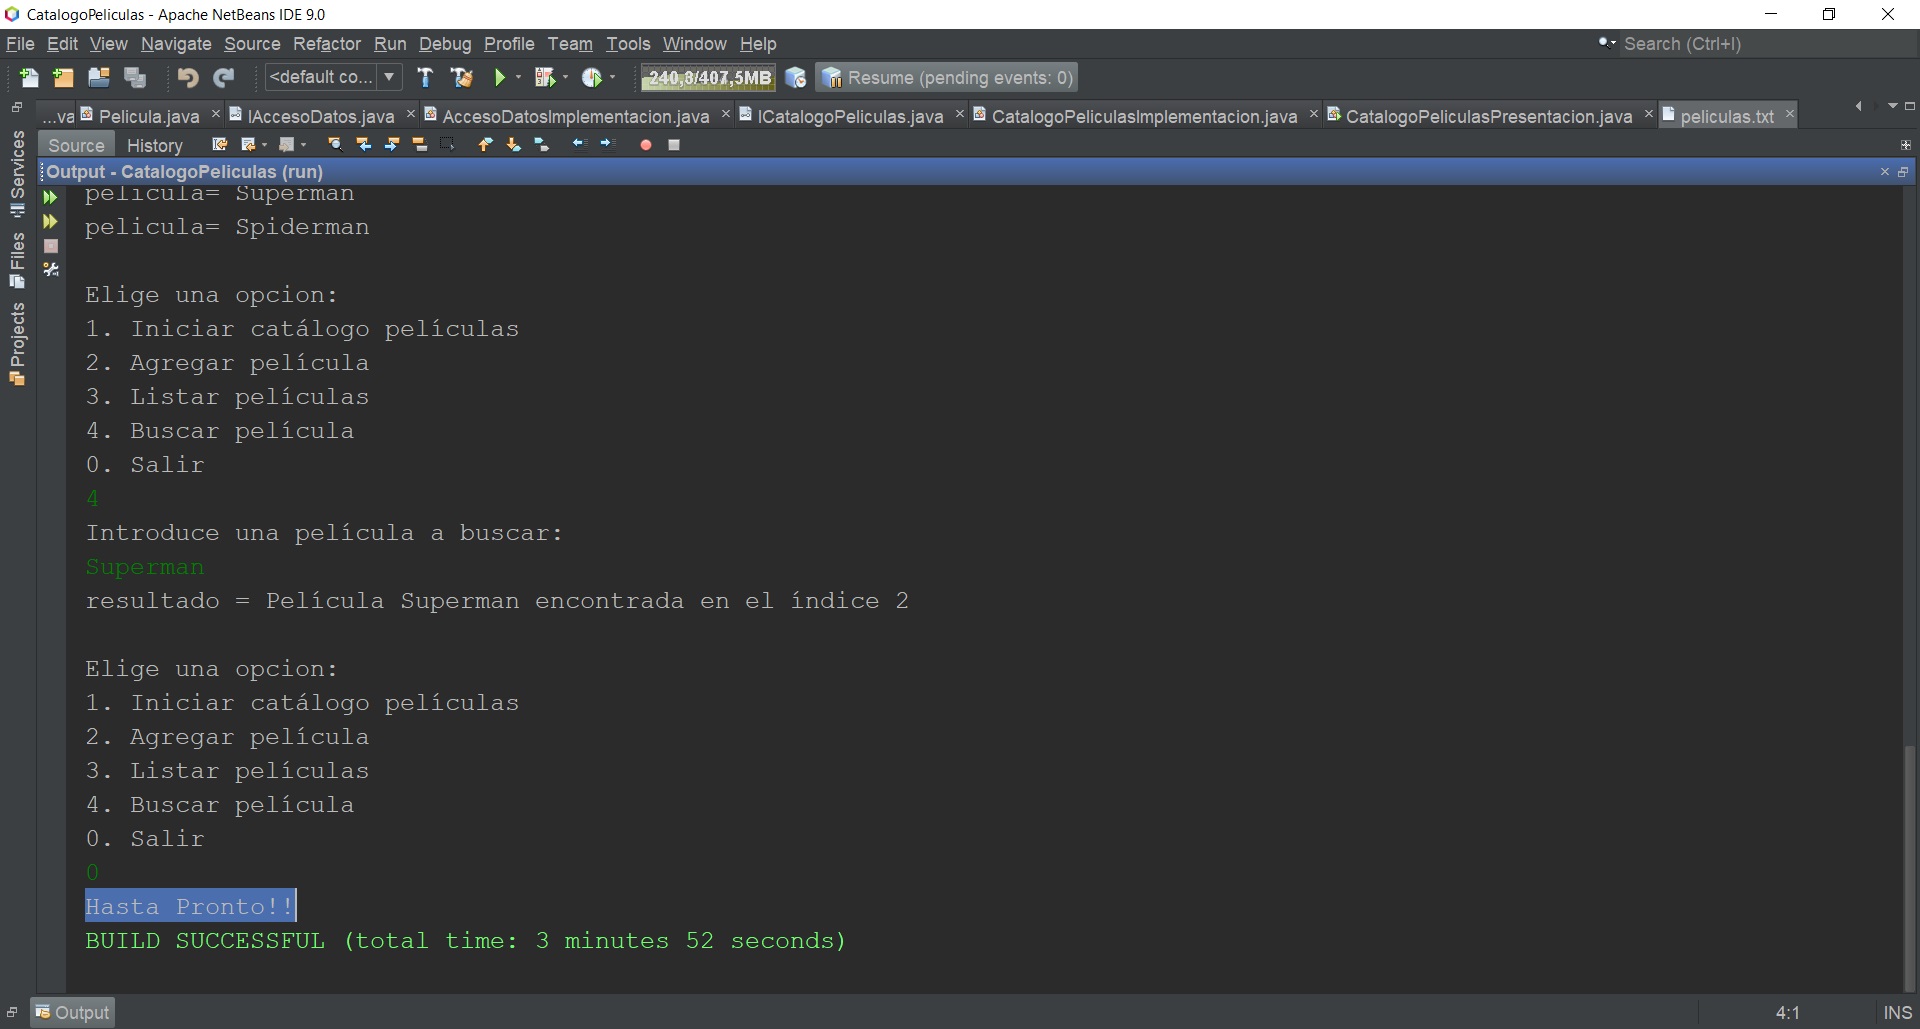 CatalogoPeliculas - Apache NetBeans IDE 9.0
File Edit View Navigate Source Refactor Run Debug Profile Team Tools Window Help
Search (Ctrl+I)
<default co...
240,8/407,5MB
Resume (pending events: 0)
...va Pelicula.java IAccesoDatos.java AccesoDatosImplementacion.java ICatalogoPeliculas.java CatalogoPeliculasImplementacion.java CatalogoPeliculasPresentacion.java peliculas.txt
Source History
Services
Files
Projects
Output - CatalogoPeliculas (run)
pelicula= Superman
pelicula= Spiderman
Elige una opcion:
1. Iniciar catálogo películas
2. Agregar película
3. Listar películas
4. Buscar película
0. Salir
4
Introduce una película a buscar:
Superman
resultado = Película Superman encontrada en el índice 2
Elige una opcion:
1. Iniciar catálogo películas
2. Agregar película
3. Listar películas
4. Buscar película
0. Salir
0
Hasta Pronto!!
BUILD SUCCESSFUL (total time: 3 minutes 52 seconds)
Output
4:1
INS